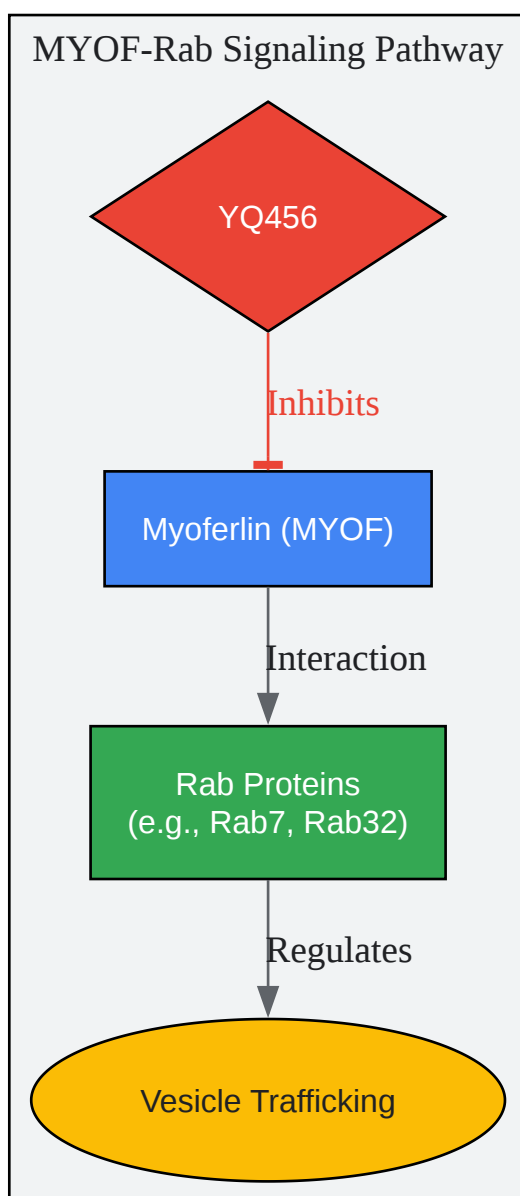 MYOF-Rab Signaling Pathway
YQ456
Inhibits
Myoferlin (MYOF)
Interaction
Rab Proteins
(e.g., Rab7, Rab32)
Regulates
Vesicle Trafficking